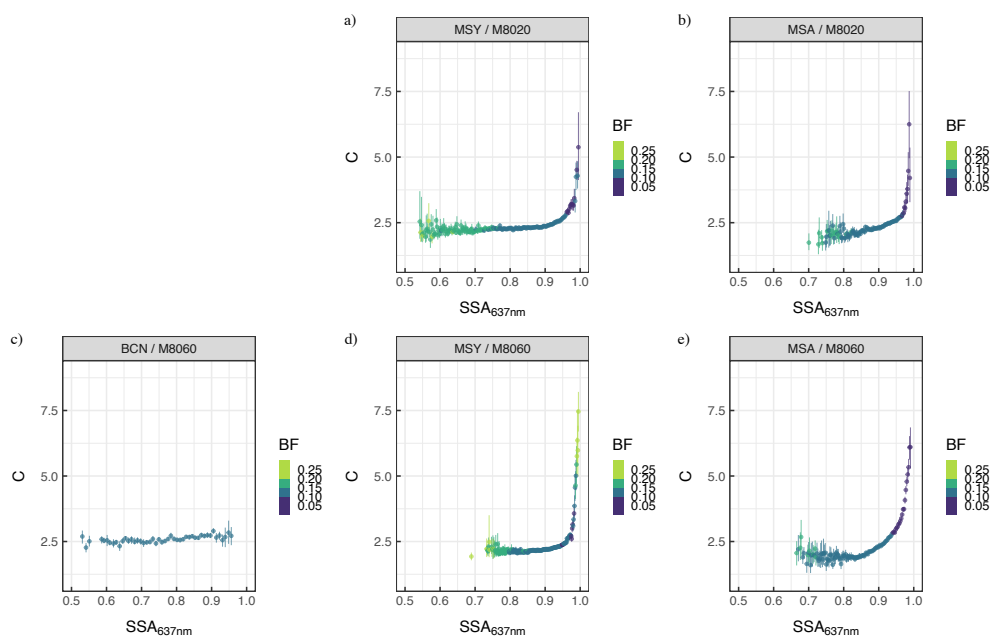 a)
MSY / M8020
7.5
5.0
2.5
C
0.5 0.6 0.7 0.8 0.9 1.0
SSA637nm
BF
0.25
0.20
0.15
0.10
0.05
b)
MSA / M8020
7.5
5.0
2.5
C
0.5 0.6 0.7 0.8 0.9 1.0
SSA637nm
BF
0.25
0.20
0.15
0.10
0.05
c)
BCN / M8060
7.5
5.0
2.5
C
0.5 0.6 0.7 0.8 0.9 1.0
SSA637nm
BF
0.25
0.20
0.15
0.10
0.05
d)
MSY / M8060
7.5
5.0
2.5
C
0.5 0.6 0.7 0.8 0.9 1.0
SSA637nm
BF
0.25
0.20
0.15
0.10
0.05
e)
MSA / M8060
7.5
5.0
2.5
C
0.5 0.6 0.7 0.8 0.9 1.0
SSA637nm
BF
0.25
0.20
0.15
0.10
0.05